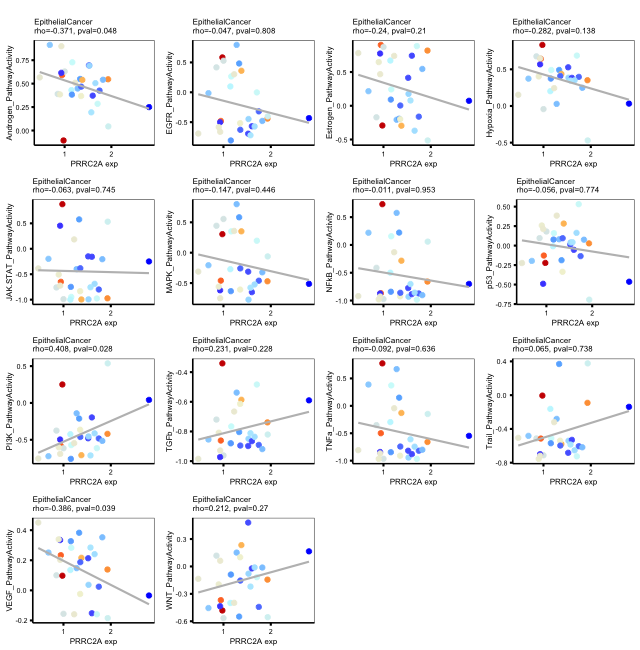 EpithelialCancer
rho=-0.371, pval=0.048
Androgen_PathwayActivity
0.75
0.50
0.25
0.00
1
2
PRRC2A exp
EpithelialCancer
rho=-0.047, pval=0.808
EGFR_PathwayActivity
0.5
0.0
-0.5
1
2
PRRC2A exp
EpithelialCancer
rho=-0.24, pval=0.21
Estrogen_PathwayActivity
0.5
0.0
-0.5
1
2
PRRC2A exp
EpithelialCancer
rho=-0.282, pval=0.138
Hypoxia_PathwayActivity
0.5
0.0
-0.5
1
2
PRRC2A exp
EpithelialCancer
rho=-0.063, pval=0.745
JAK.STAT_PathwayActivity
0.5
0.0
-0.5
-1.0
1
2
PRRC2A exp
EpithelialCancer
rho=-0.147, pval=0.446
MAPK_PathwayActivity
0.5
0.0
-0.5
1
2
PRRC2A exp
EpithelialCancer
rho=-0.011, pval=0.953
NFkB_PathwayActivity
0.5
0.0
-0.5
-1.0
1
2
PRRC2A exp
EpithelialCancer
rho=-0.056, pval=0.774
p53_PathwayActivity
0.50
0.25
0.00
-0.25
-0.50
-0.75
1
2
PRRC2A exp
EpithelialCancer
rho=0.408, pval=0.028
PI3K_PathwayActivity
0.5
0.0
-0.5
1
2
PRRC2A exp
EpithelialCancer
rho=0.231, pval=0.228
TGFb_PathwayActivity
-0.4
-0.6
-0.8
-1.0
1
2
PRRC2A exp
EpithelialCancer
rho=-0.092, pval=0.636
TNFa_PathwayActivity
0.5
0.0
-0.5
-1.0
1
2
PRRC2A exp
EpithelialCancer
rho=0.065, pval=0.738
Trail_PathwayActivity
0.4
0.0
-0.4
-0.8
1
2
PRRC2A exp
EpithelialCancer
rho=-0.386, pval=0.039
VEGF_PathwayActivity
0.4
0.2
0.0
-0.2
1
2
PRRC2A exp
EpithelialCancer
rho=0.212, pval=0.27
WNT_PathwayActivity
0.3
0.0
-0.3
-0.6
1
2
PRRC2A exp